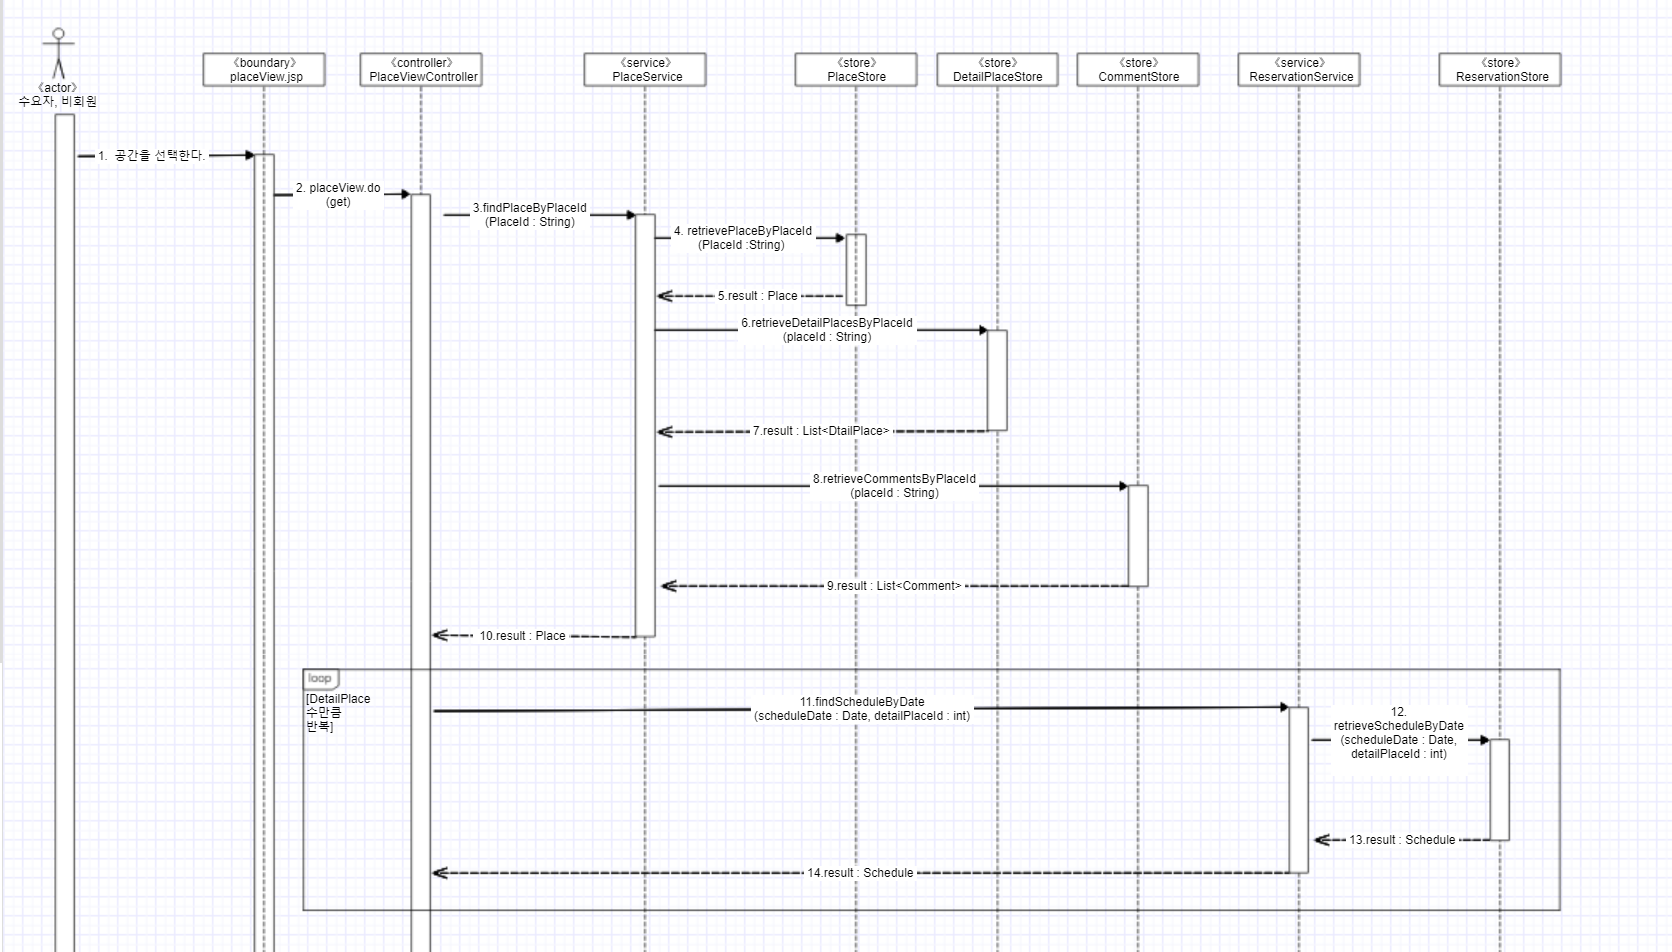 《actor》
수요자, 비회원
《boundary》
placeView.jsp
《controller》
PlaceViewController
《service》
PlaceService
《store》
PlaceStore
《store》
DetailPlaceStore
《store》
CommentStore
《service》
ReservationService
《store》
ReservationStore
1. 공간을 선택한다.
2. placeView.do
(get)
3.findPlaceByPlaceId
(PlaceId : String)
4. retrievePlaceByPlaceId
(PlaceId :String)
5.result : Place
6.retrieveDetailPlacesByPlaceId
(placeId : String)
7.result : List<DtailPlace>
8.retrieveCommentsByPlaceId
(placeId : String)
9.result : List<Comment>
10.result : Place
loop
[DetailPlace
수만큼
반복]
11.findScheduleByDate
(scheduleDate : Date, detailPlaceId : int)
12.
retrieveScheduleByDate
(scheduleDate : Date,
detailPlaceId : int)
13.result : Schedule
14.result : Schedule